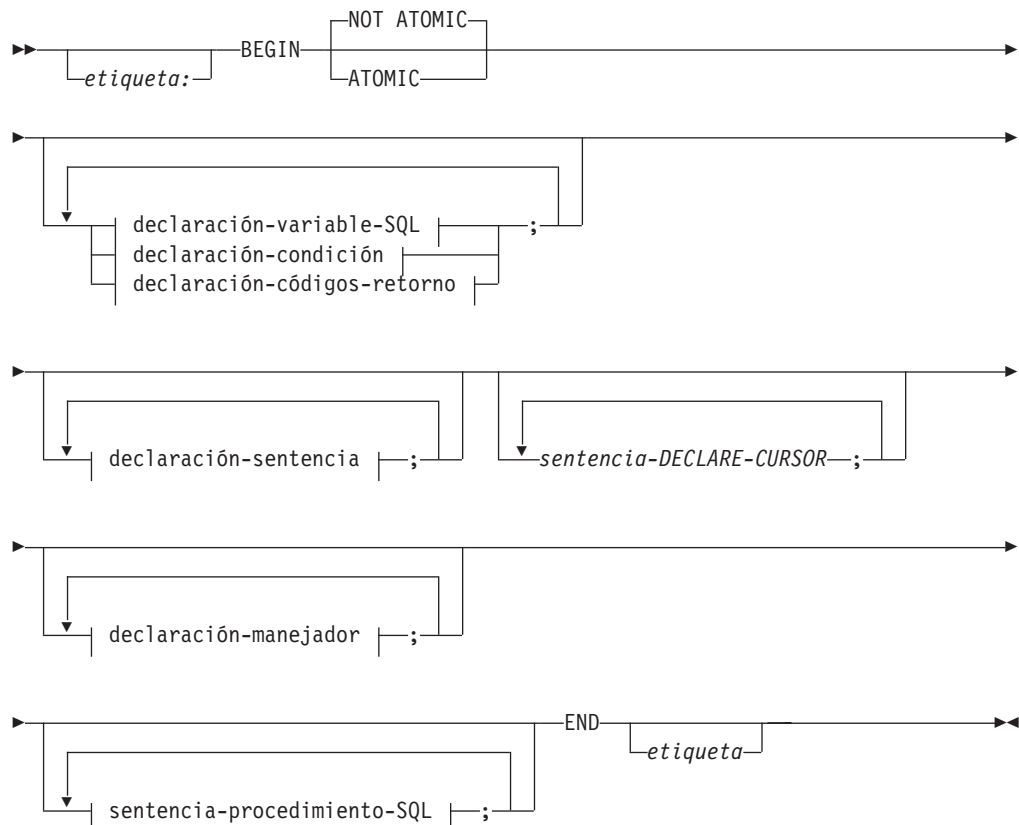 NOT ATOMIC
BEGIN
etiqueta:
ATOMIC
declaración-variable-SQL ;
declaración-condición
declaración-códigos-retorno
declaración-sentencia ; sentencia-DECLARE-CURSOR ;
declaración-manejador ;
END
etiqueta
sentencia-procedimiento-SQL ;